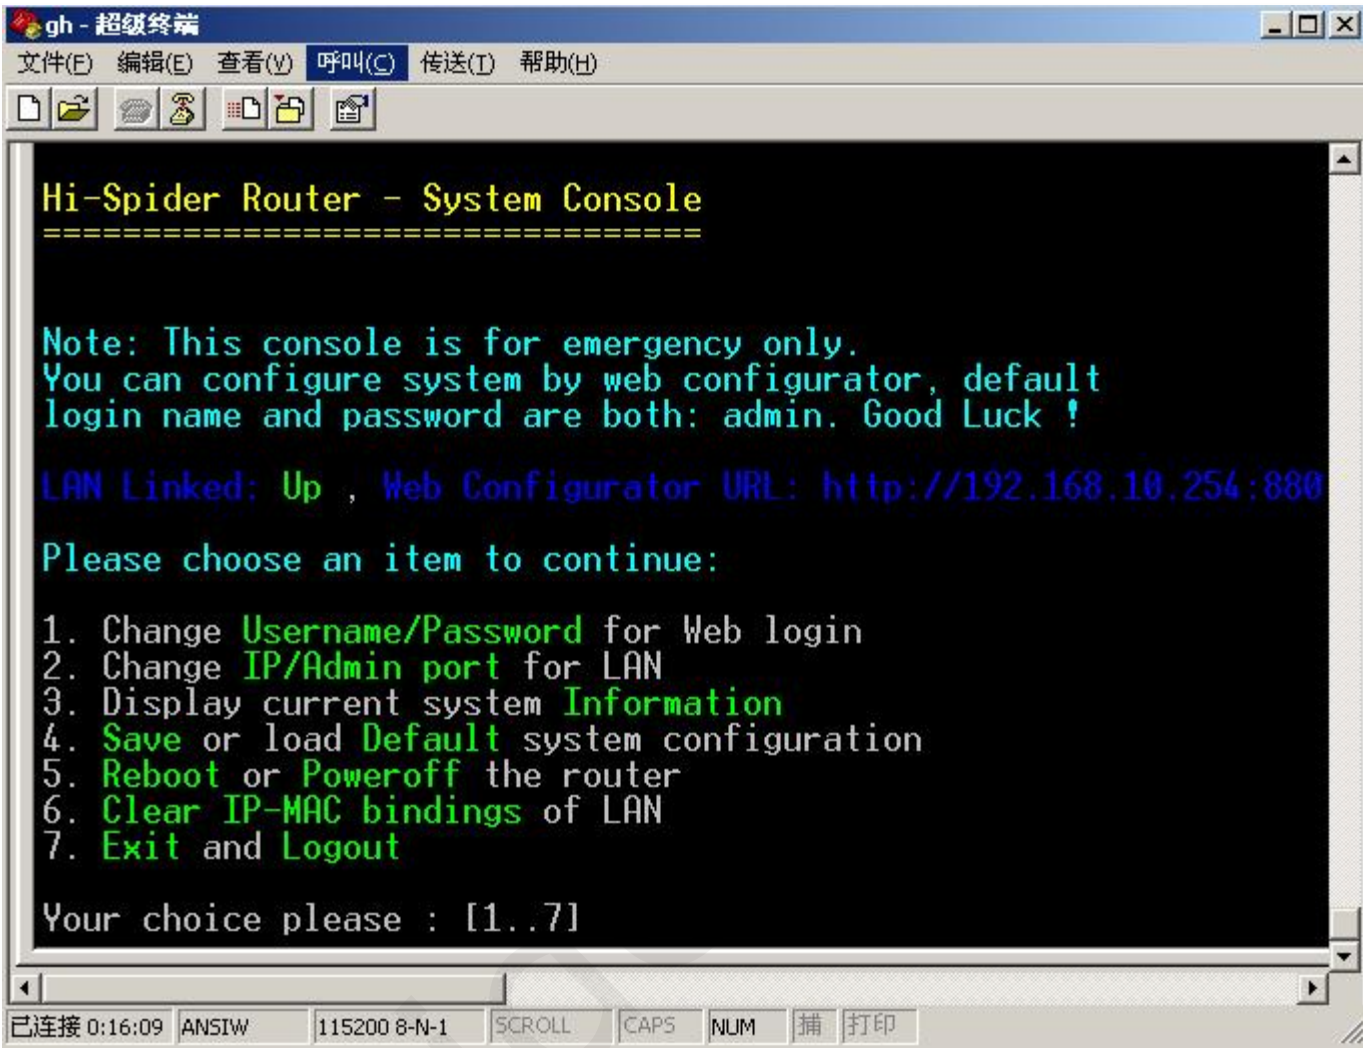 gh - 超级终端
文件(F) 编辑(E) 查看(V) 呼叫(C) 传送(T) 帮助(H)
Hi-Spider Router - System Console
=================================
Note: This console is for emergency only.
You can configure system by web configurator, default
login name and password are both: admin. Good Luck !
LAN Linked: Up , Web Configurator URL: http://192.168.10.254:880
Please choose an item to continue:
1. Change Username/Password for Web login
2. Change IP/Admin port for LAN
3. Display current system Information
4. Save or load Default system configuration
5. Reboot or Poweroff the router
6. Clear IP-MAC bindings of LAN
7. Exit and Logout
Your choice please : [1..7]
已连接 0:16:09 ANSIW 115200 8-N-1 SCROLL CAPS NUM 捕 打印